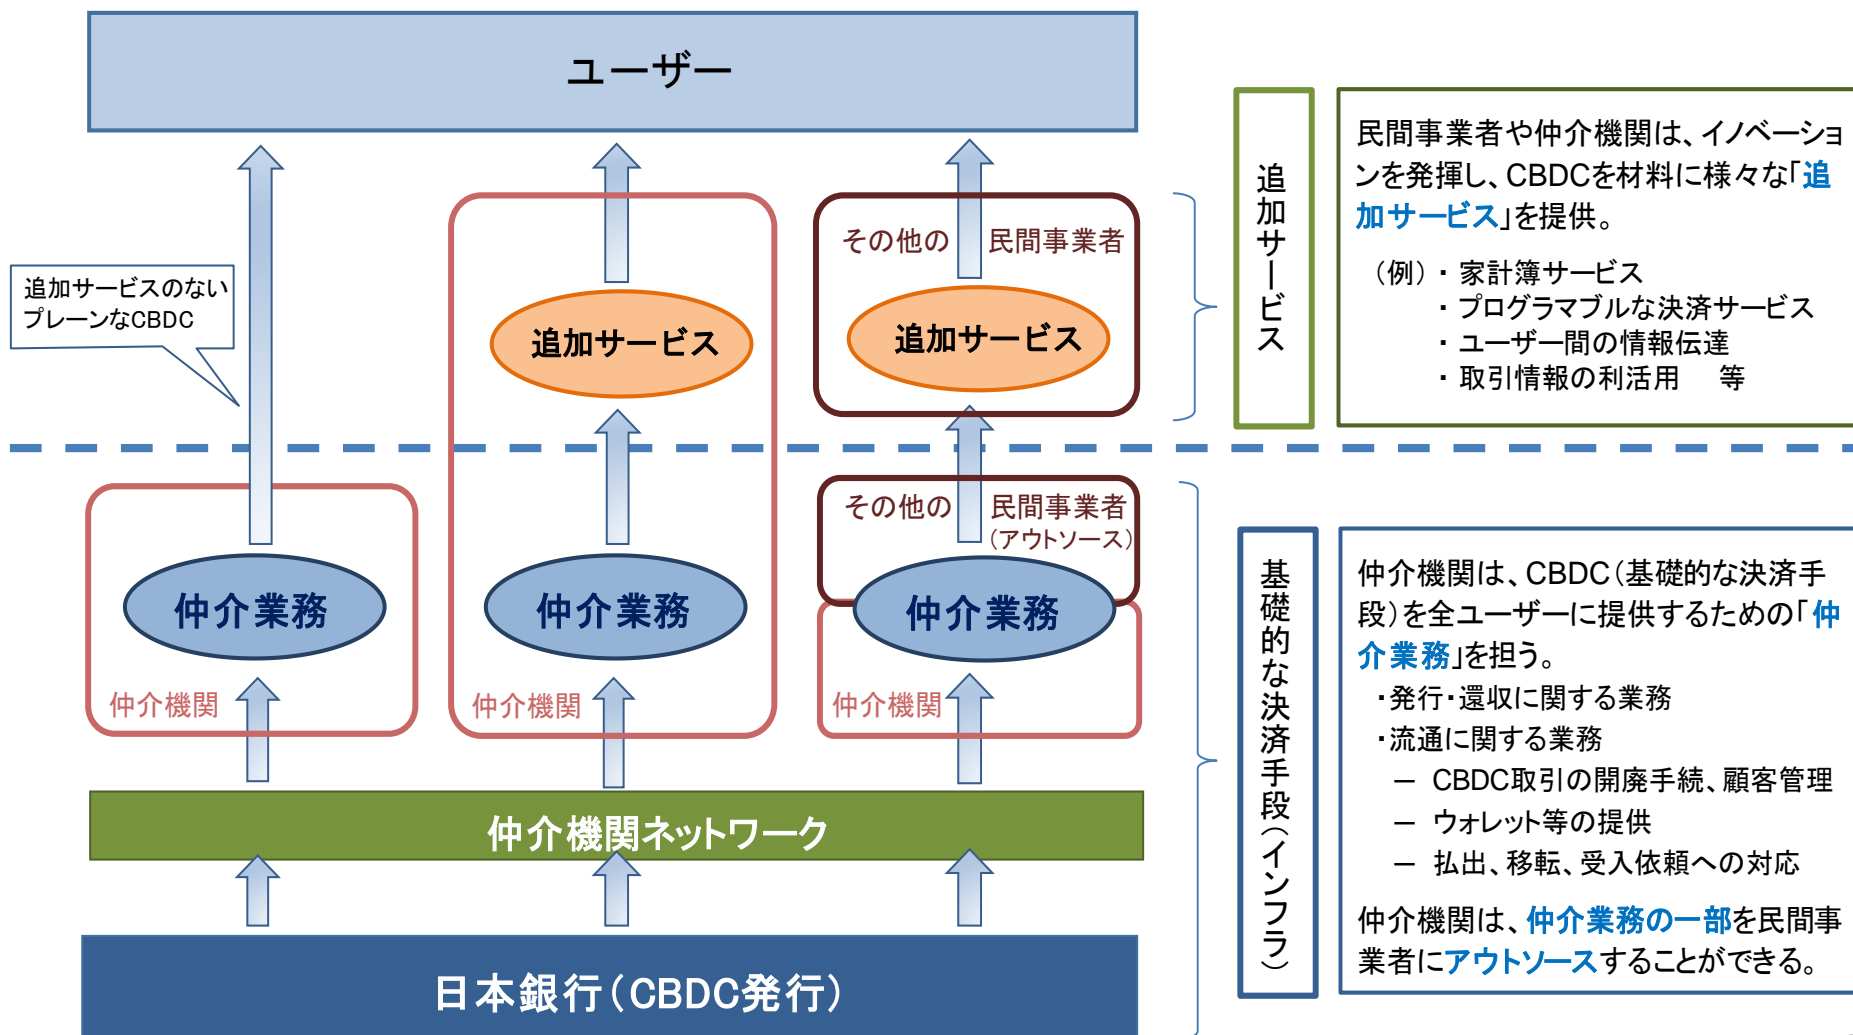 ユーザー
追加サービスのない
プレーンなCBDC
追加サービス
その他の 民間事業者
追加サービス
仲介業務
仲介機関
仲介業務
仲介機関
その他の 民間事業者
(アウトソース)
仲介業務
仲介機関
仲介機関ネットワーク
日本銀行(CBDC発行)
追加サービス
民間事業者や仲介機関は、イノベーショ
ンを発揮し、CBDCを材料に様々な「追
加サービス」を提供。
(例)・ 家計簿サービス
・ プログラマブルな決済サービス
・ ユーザー間の情報伝達
・ 取引情報の利活用 等
基礎的な決済手段(インフラ)
仲介機関は、CBDC(基礎的な決済手
段)を全ユーザーに提供するための「仲
介業務」を担う。
・発行・還収に関する業務
・流通に関する業務
― CBDC取引の開廃手続、顧客管理
― ウォレット等の提供
― 払出、移転、受入依頼への対応
仲介機関は、仲介業務の一部を民間事
業者にアウトソースすることができる。